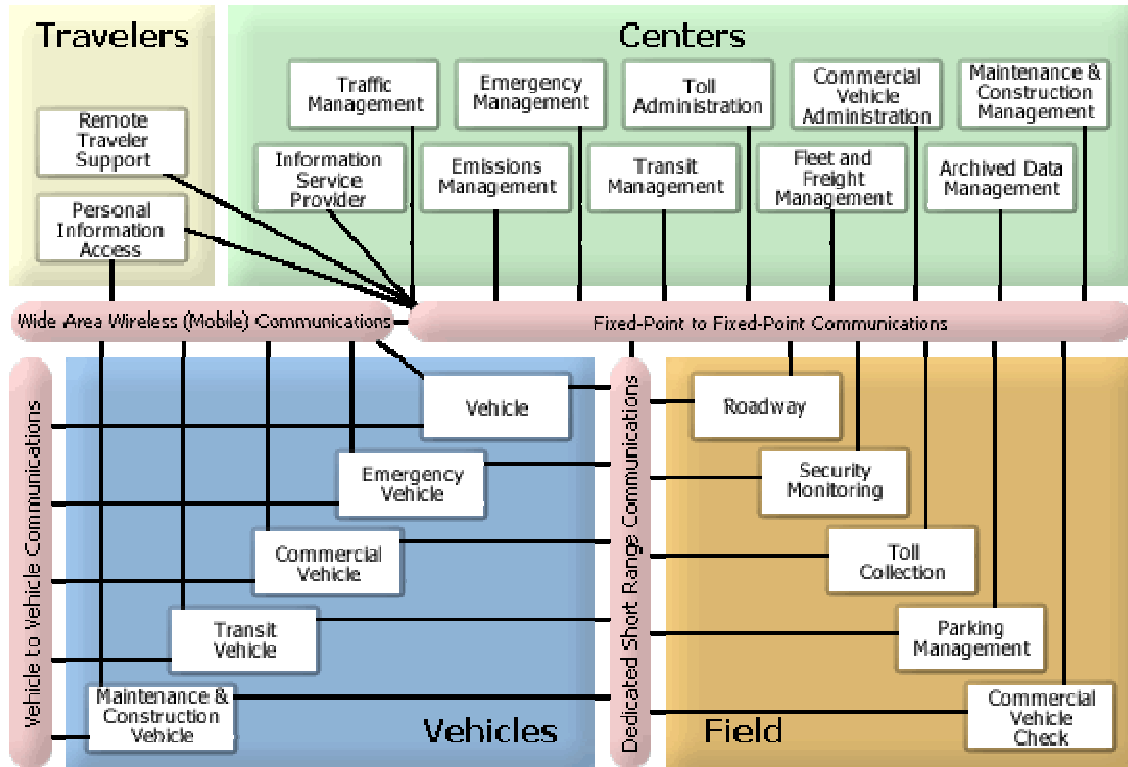 Travelers
Remote
Traveler
Support
Personal
Information
Access
Centers
Traffic
Management
Emergency
Management
Toll
Administration
Commercial
Vehicle
Administration
Maintenance &
Construction
Management
Information
Service
Provider
Emissions
Management
Transit
Management
Fleet and
Freight
Management
Archived Data
Management
Wide Area Wireless (Mobile) Communications
Fixed-Point to Fixed-Point Communications
Vehicle to Vehicle Communications
Vehicle
Emergency
Vehicle
Commercial
Vehicle
Transit
Vehicle
Maintenance &
Construction
Vehicle
Vehicles
Dedicated Short Range Communications
Roadway
Security
Monitoring
Toll
Collection
Parking
Management
Commercial
Vehicle
Check
Field